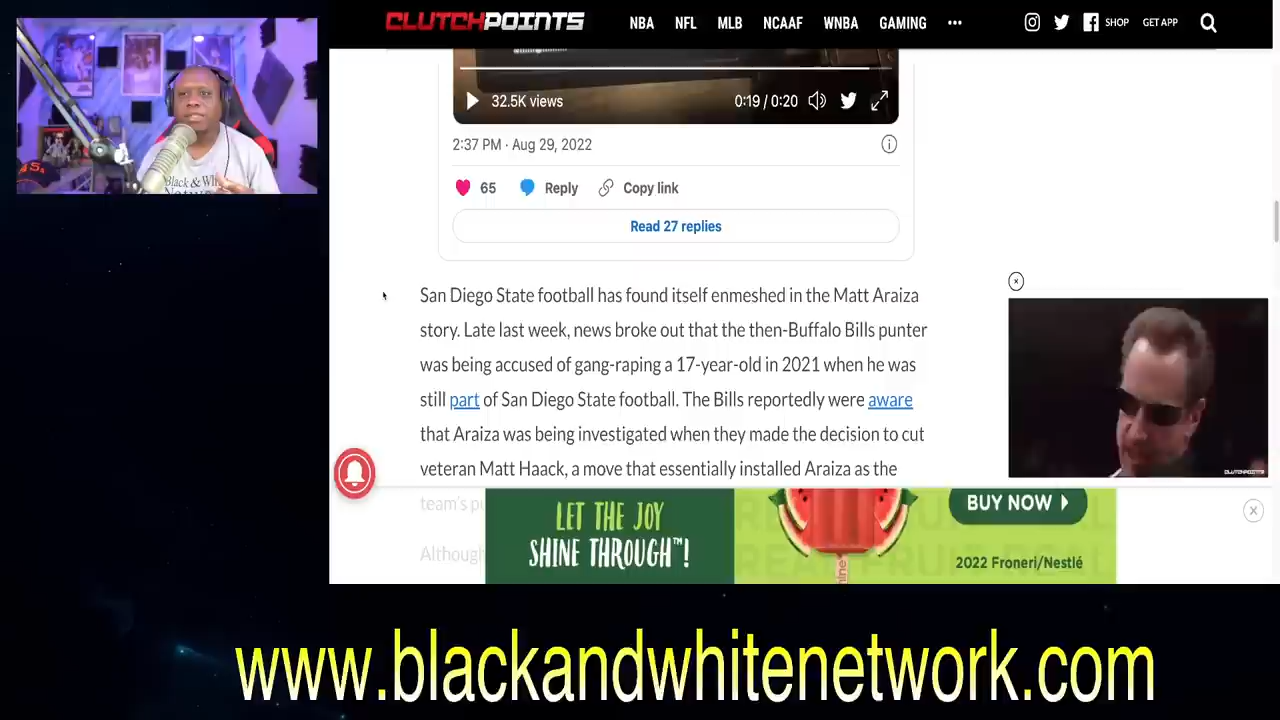 CLUTCHPOINTS
NBA NFL MLB NCAAF WNBA GAMING ••• SHOP GET APP
32.5K views 0:19 / 0:20
2:37 PM · Aug 29, 2022
65 Reply Copy link
Read 27 replies
San Diego State football has found itself enmeshed in the Matt Araiza
story. Late last week, news broke out that the then-Buffalo Bills punter
was being accused of gang-raping a 17-year-old in 2021 when he was
still part of San Diego State football. The Bills reportedly were aware
that Araiza was being investigated when they made the decision to cut
veteran Matt Haack, a move that essentially installed Araiza as the
team's
Although
Black & Whi
CLUTCHPOINTS
LET THE JOY
SHINE THROUGH™!
BUY NOW
2022 Froneri/Nestlé
www.blackandwhitenetwork.com